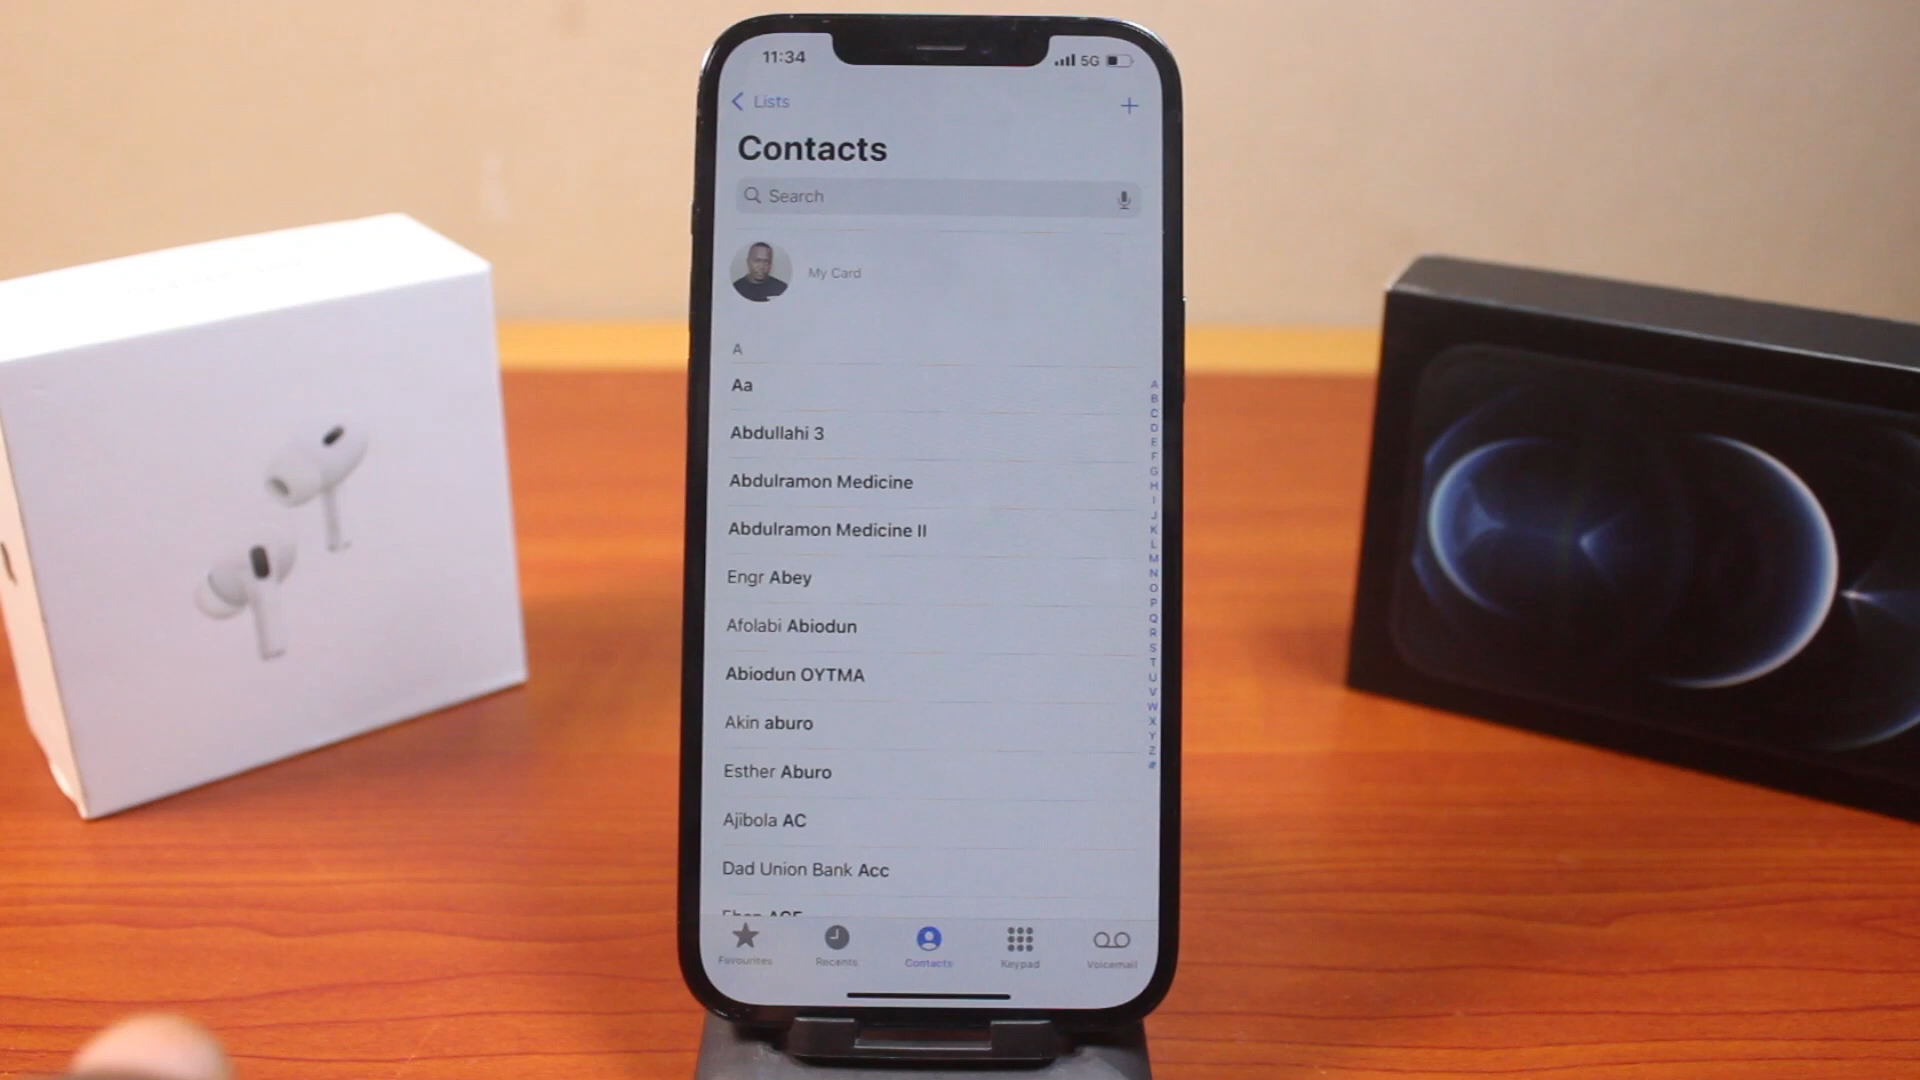 11:34
5G
Lists
Contacts
Search
My Card
A
Aa
Abdullahi 3
Abdulramon Medicine
Abdulramon Medicine II
Engr Abey
Afolabi Abiodun
Abiodun OYTMA
Akin aburo
Esther Aburo
Ajibola AC
Dad Union Bank Acc
A
B
C
D
E
F
G
H
I
J
K
L
M
N
O
P
Q
R
S
T
U
V
W
X
Y
Z
#
Favourites
Recents
Contacts
Keypad
Voicemail